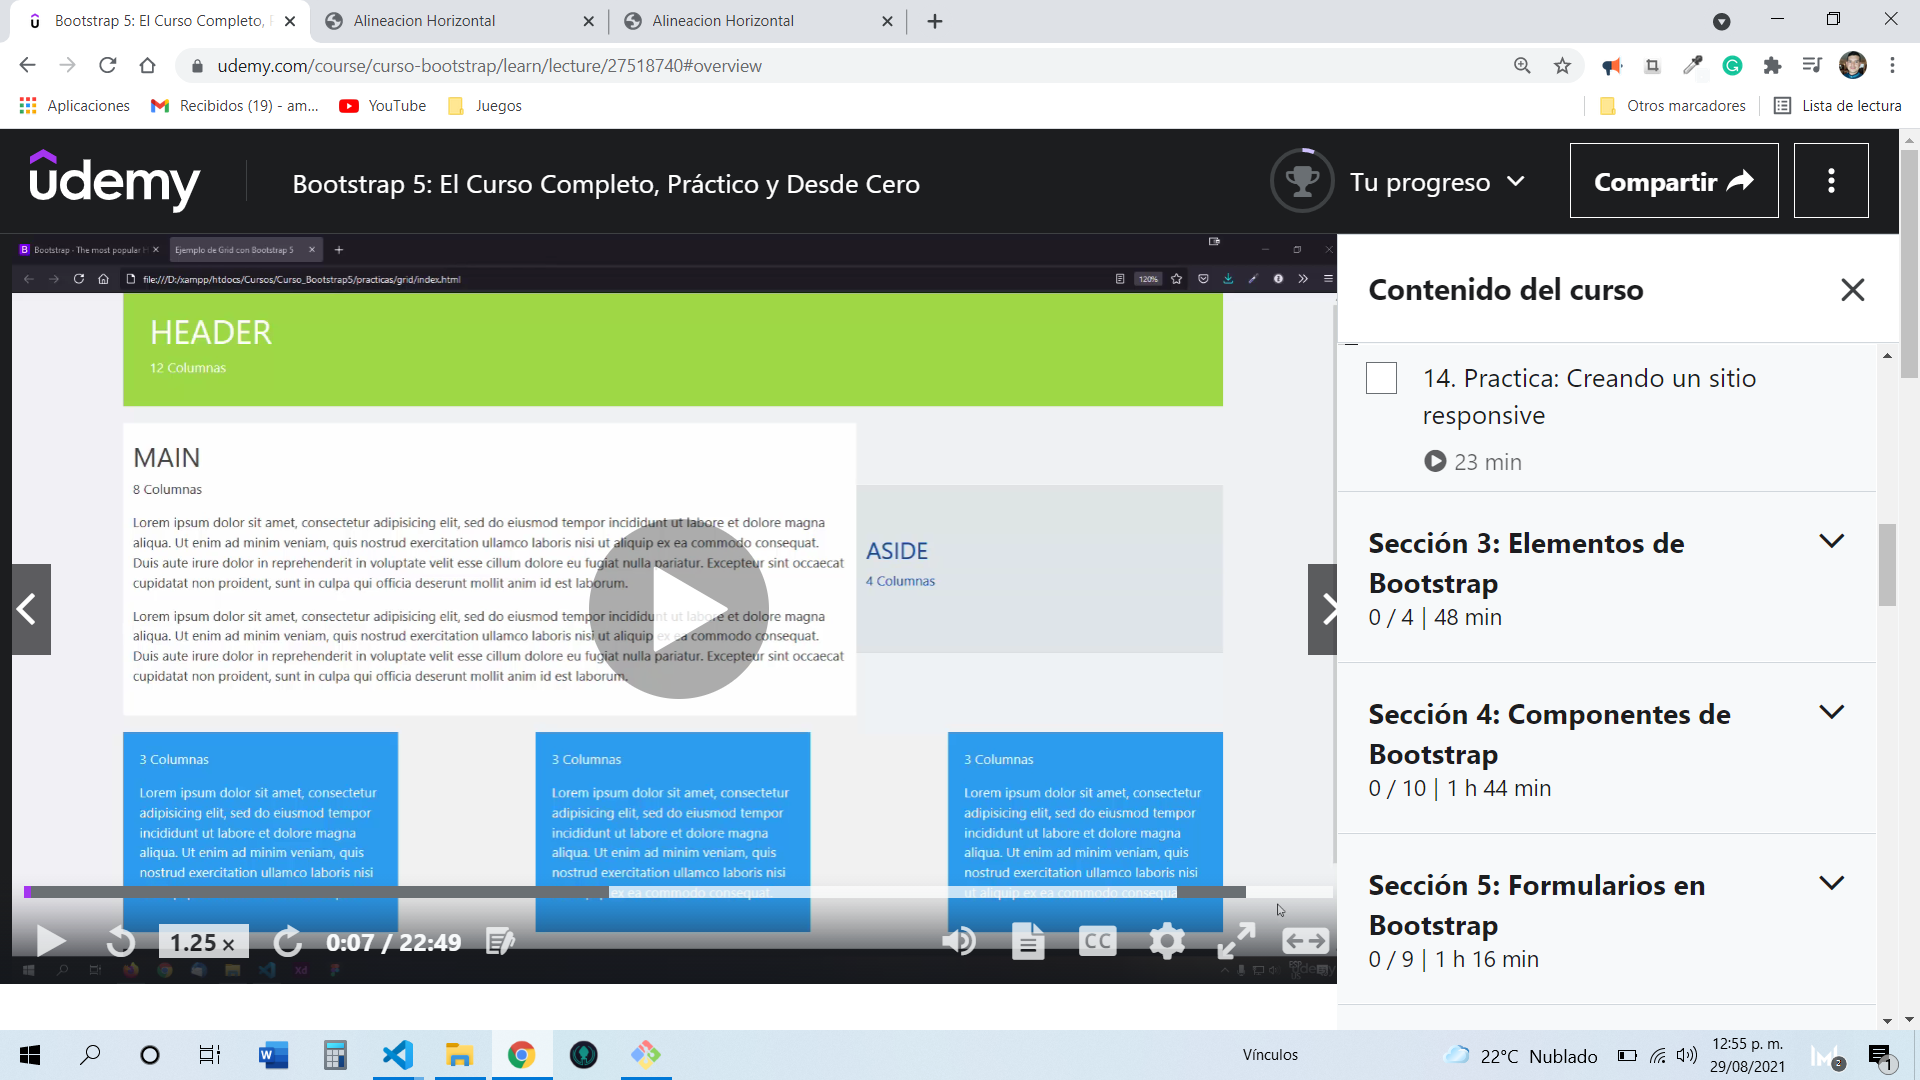 Bootstrap 5: El Curso Completo, P
Alineacion Horizontal
Alineacion Horizontal
udemy.com/course/curso-bootstrap/learn/lecture/27518740#overview
Aplicaciones
Recibidos (19) - am...
YouTube
Juegos
Otros marcadores
Lista de lectura
udemy
Bootstrap 5: El Curso Completo, Práctico y Desde Cero
Tu progreso
Compartir
Bootstrap - The most popular H
Ejemplo de Grid con Bootstrap 5
file:///D:/xampp/htdocs/Cursos/Curso_Bootstrap5/practicas/grid/index.html
120%
HEADER
12 Columnas
MAIN
8 Columnas
Lorem ipsum dolor sit amet, consectetur adipisicing elit, sed do eiusmod tempor incididunt ut labore et dolore magna
aliqua. Ut enim ad minim veniam, quis nostrud exercitation ullamco laboris nisi ut aliquip ex ea commodo consequat.
Duis aute irure dolor in reprehenderit in voluptate velit esse cillum dolore eu fugiat nulla pariatur. Excepteur sint occaecat
cupidatat non proident, sunt in culpa qui officia deserunt mollit anim id est laborum.
Lorem ipsum dolor sit amet, consectetur adipisicing elit, sed do eiusmod tempor incididunt ut labore et dolore magna
aliqua. Ut enim ad minim veniam, quis nostrud exercitation ullamco laboris nisi ut aliquip ex ea commodo consequat.
Duis aute irure dolor in reprehenderit in voluptate velit esse cillum dolore eu fugiat nulla pariatur. Excepteur sint occaecat
cupidatat non proident, sunt in culpa qui officia deserunt mollit anim id est laborum.
ASIDE
4 Columnas
3 Columnas
Lorem ipsum dolor sit amet, consectetur
adipisicing elit, sed do eiusmod tempor
incididunt ut labore et dolore magna
aliqua. Ut enim ad minim veniam, quis
nostrud exercitation ullamco laboris nisi
3 Columnas
Lorem ipsum dolor sit amet, consectetur
adipisicing elit, sed do eiusmod tempor
incididunt ut labore et dolore magna
aliqua. Ut enim ad minim veniam, quis
nostrud exercitation ullamco laboris nisi
ex ea commodo consequat.
3 Columnas
Lorem ipsum dolor sit amet, consectetur
adipisicing elit, sed do eiusmod tempor
incididunt ut labore et dolore magna
aliqua. Ut enim ad minim veniam, quis
nostrud exercitation ullamco laboris nisi
ut aliquip ex ea commodo consequa
1.25 ×
0:07 / 22:49
CC
Contenido del curso
14. Practica: Creando un sitio
responsive
23 min
Sección 3: Elementos de
Bootstrap
0 / 4 | 48 min
Sección 4: Componentes de
Bootstrap
0 / 10 | 1 h 44 min
Sección 5: Formularios en
Bootstrap
0 / 9 | 1 h 16 min
Vínculos
22°C Nublado
12:55 p. m.
29/08/2021
2
1